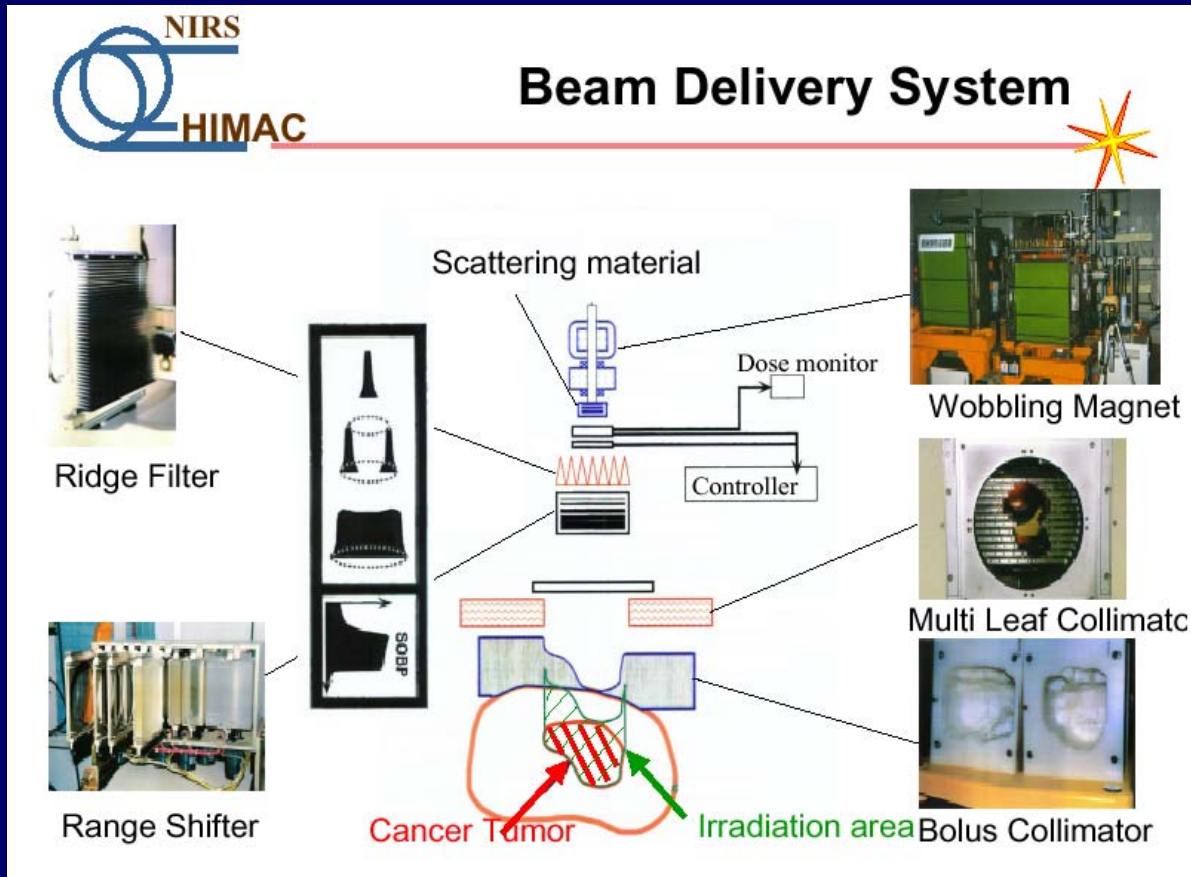 NIRS
HIMAC
Beam Delivery System
Scattering material
Dose monitor
Wobbling Magnet
Ridge Filter
Controller
SOBP
Multi Leaf Collimatc
Range Shifter
Cancer Tumor
Irradiation area
Bolus Collimator